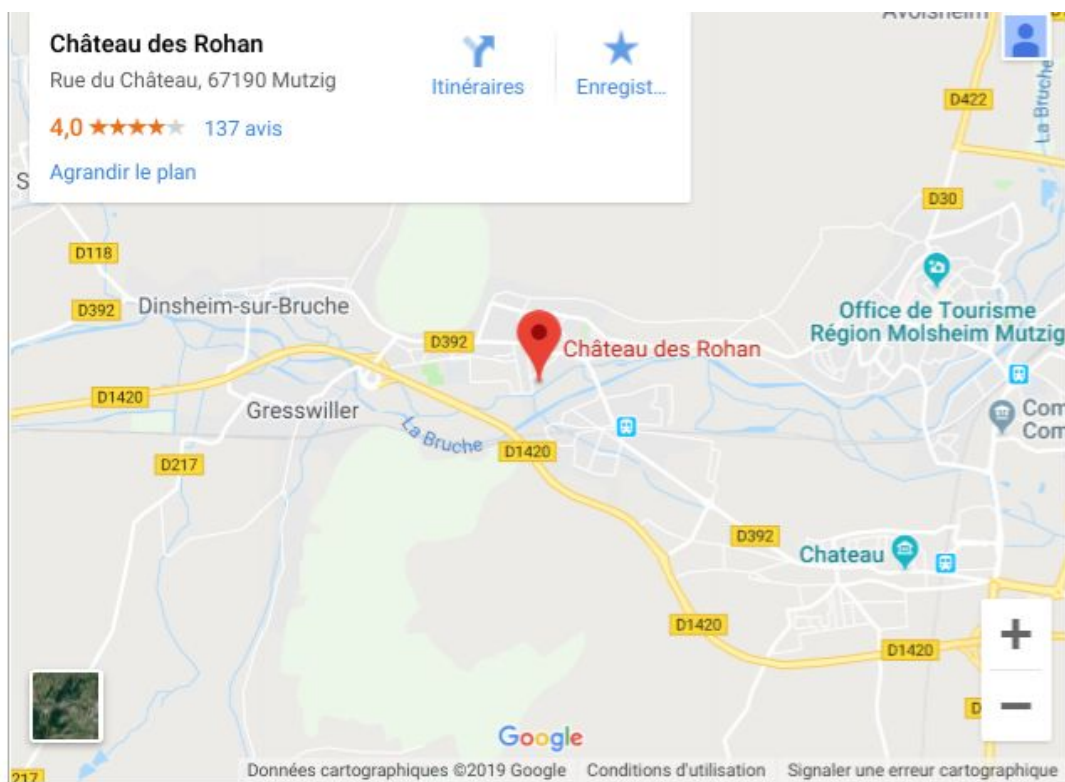 Château des Rohan
Rue du Château, 67190 Mutzig
4,0
137 avis
Agrandir le plan
Itinéraires
Enregist...
Avolsheim
La Bruche
D422
D30
D118
D392
Dinsheim-sur-Bruche
Office de Tourisme
Région Molsheim Mutzig
D392
Château des Rohan
D1420
Gresswiller
La Bruche
Com
Com
D1420
D217
D392
Chateau
D1420
D1420
217
Google
Données cartographiques ©2019 Google
Conditions d'utilisation
Signaler une erreur cartographique